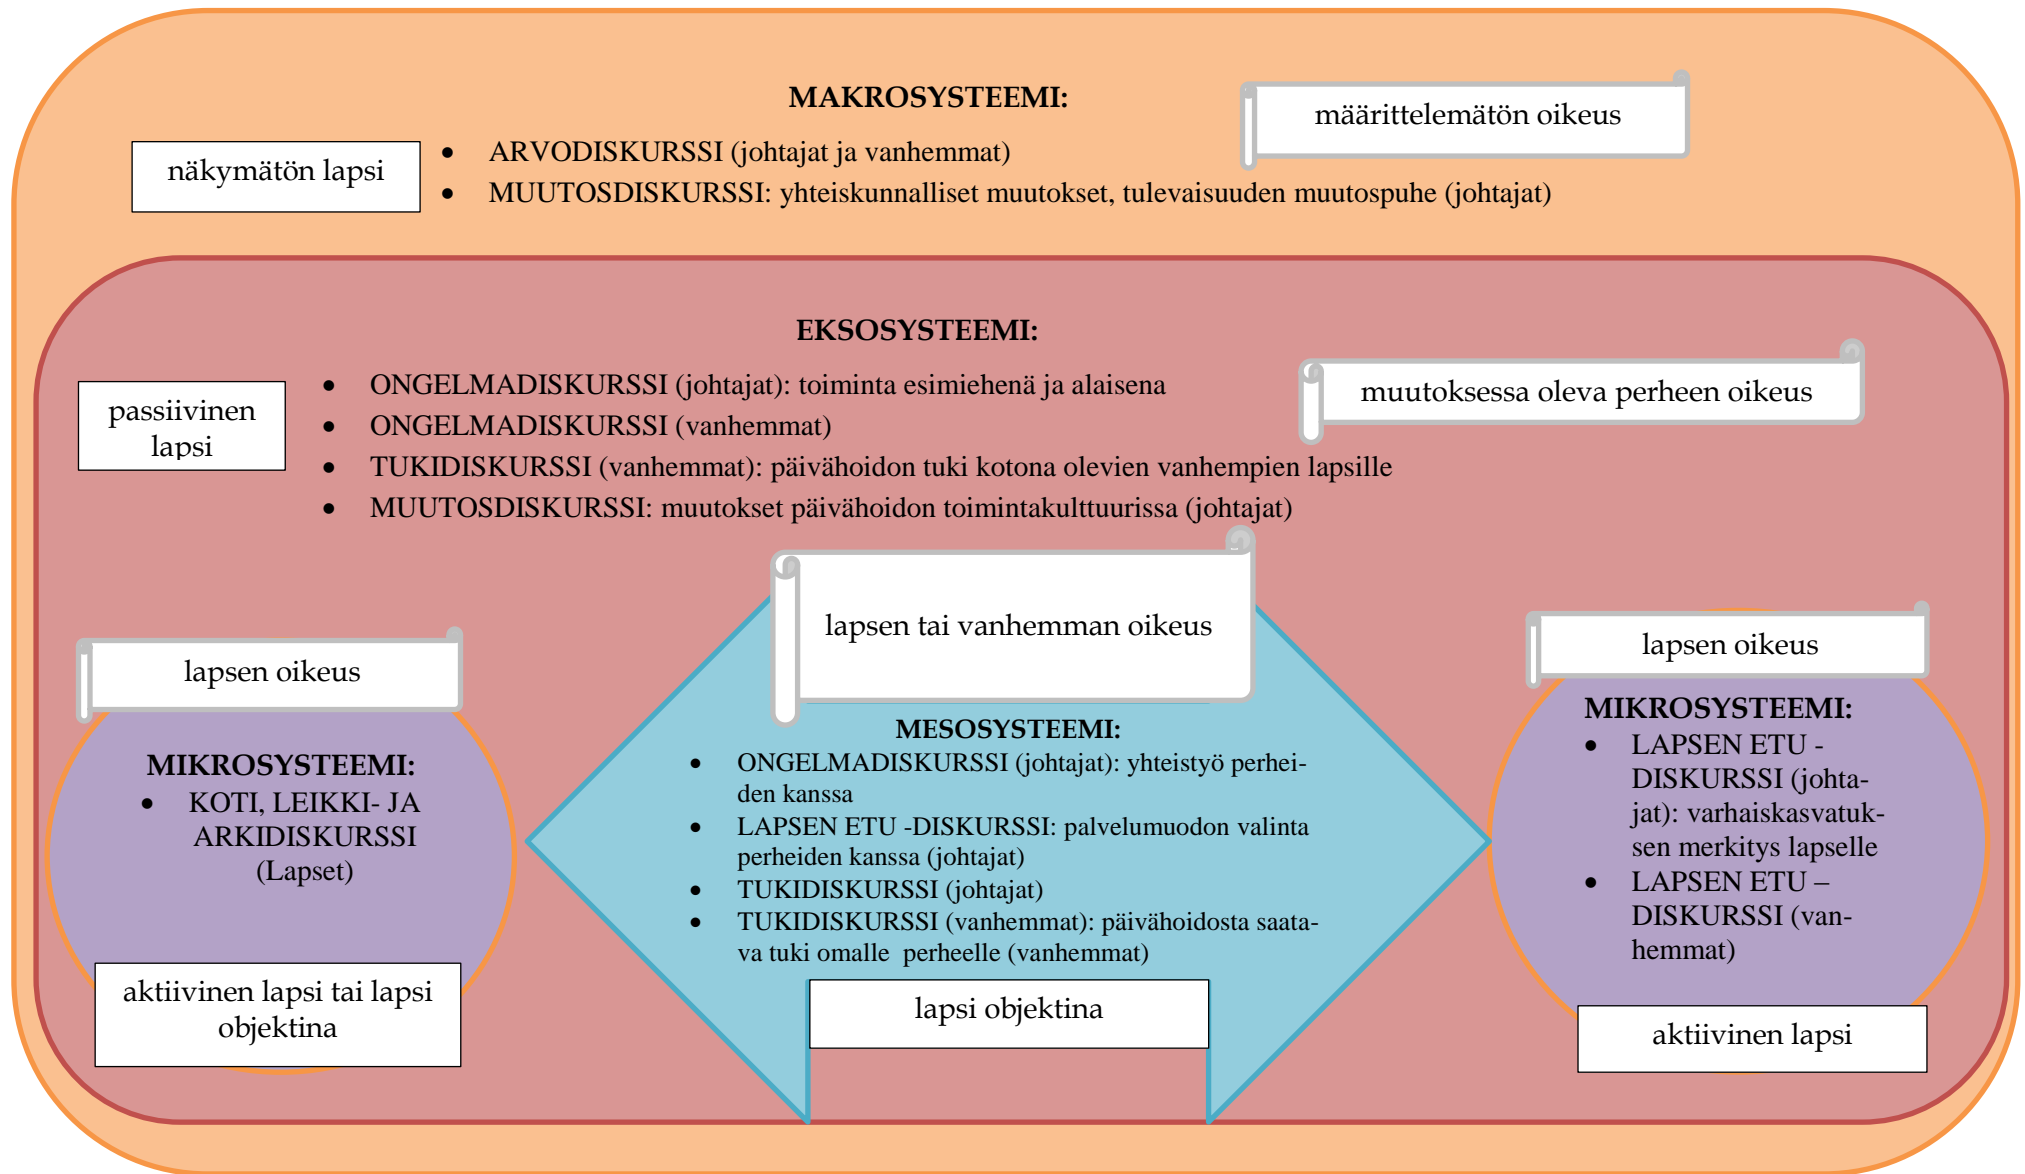 MAKROSYSTEEMI:
määrittelemätön oikeus
näkymätön lapsi
• ARVODISKURSSI (johtajat ja vanhemmat)
• MUUTOSDISKURSSI: yhteiskunnalliset muutokset, tulevaisuuden muutospuhe (johtajat)
EKSOSYSTEEMI:
muutoksessa oleva perheen oikeus
passiivinen
lapsi
• ONGELMADISKURSSI (johtajat): toiminta esimiehenä ja alaisena
• ONGELMADISKURSSI (vanhemmat)
• TUKIDISKURSSI (vanhemmat): päivähoidon tuki kotona olevien vanhempien lapsille
• MUUTOSDISKURSSI: muutokset päivähoidon toimintakulttuurissa (johtajat)
lapsen oikeus
MIKROSYSTEEMI:
• KOTI, LEIKKI- JA
ARKIDISKURSSI
(Lapset)
aktiivinen lapsi tai lapsi
objektina
lapsen tai vanhemman oikeus
MESOSYSTEEMI:
• ONGELMADISKURSSI (johtajat): yhteistyö perhei-
den kanssa
• LAPSEN ETU -DISKURSSI: palvelumuodon valinta
perheiden kanssa (johtajat)
• TUKIDISKURSSI (johtajat)
• TUKIDISKURSSI (vanhemmat): päivähoidosta saata-
va tuki omalle perheelle (vanhemmat)
lapsi objektina
lapsen oikeus
MIKROSYSTEEMI:
• LAPSEN ETU -
DISKURSSI (johta-
jat): varhaiskasvatuk-
sen merkitys lapselle
• LAPSEN ETU –
DISKURSSI (van-
hemmat)
aktiivinen lapsi